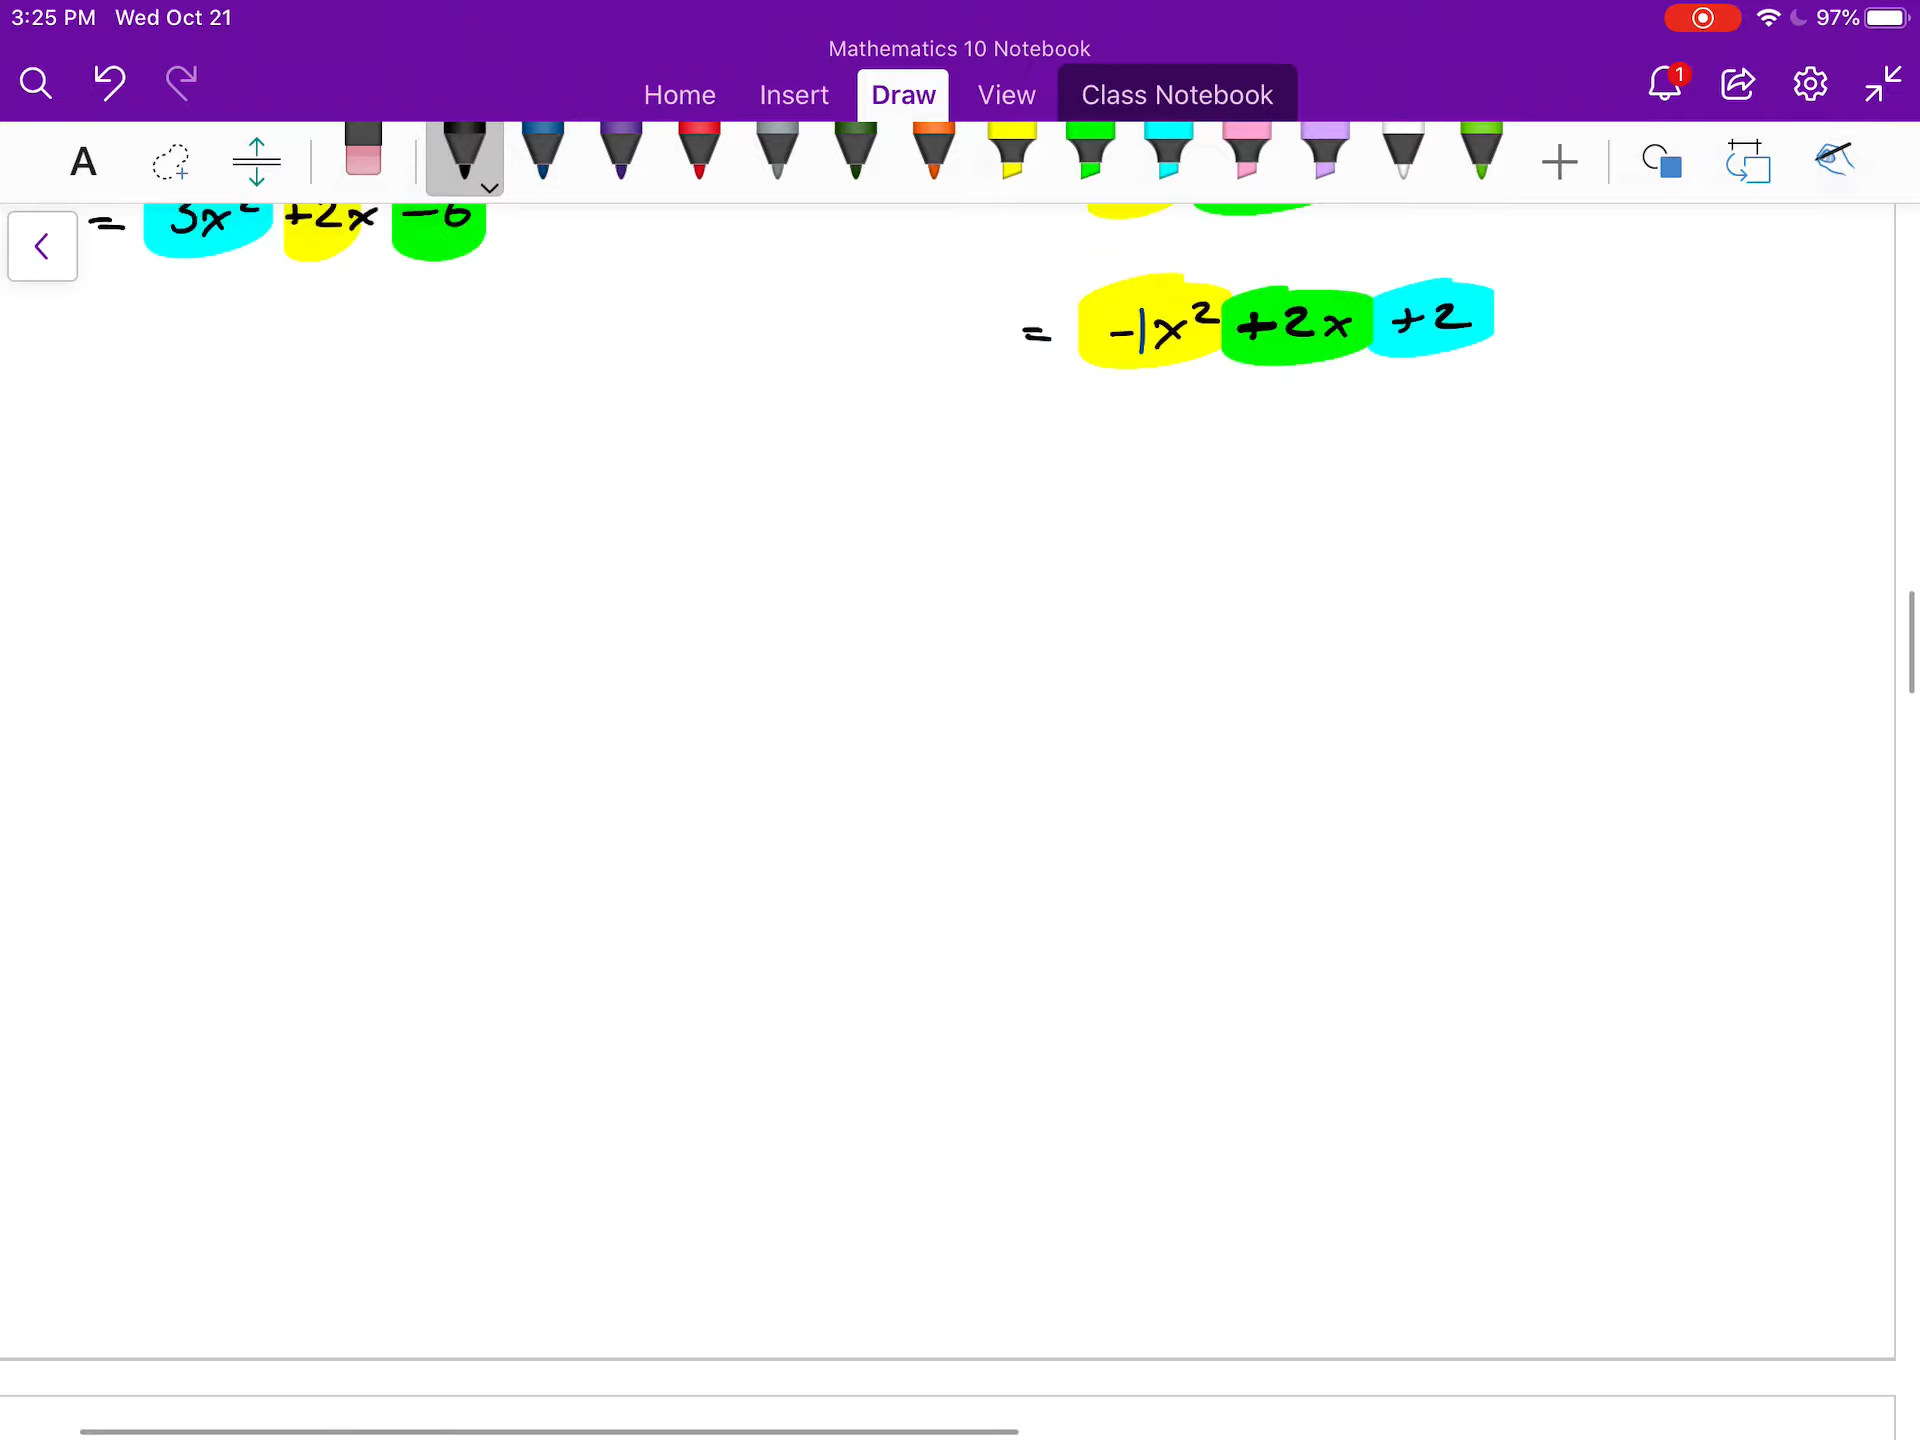 3:25 PM Wed Oct 21
97%
Mathematics 10 Notebook
Home Insert Draw View Class Notebook
1
A
= 3x² +2x -6
= -1x² +2x +2